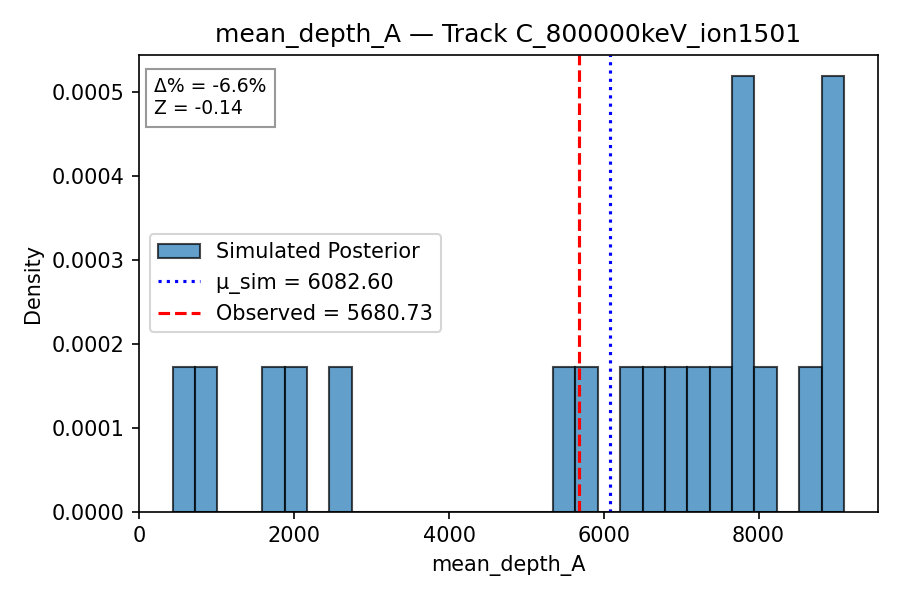 mean_depth_A — Track C_800000keV_ion1501
Δ% = -6.6%
Z = -0.14
Simulated Posterior
μ_sim = 6082.60
Observed = 5680.73
Density
0.0005
0.0004
0.0003
0.0002
0.0001
0.0000
0
2000
4000
6000
8000
mean_depth_A